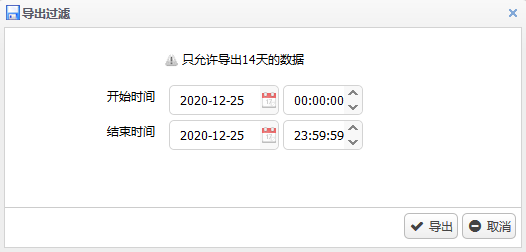 导出过滤
只允许导出14天的数据
开始时间 2020-12-25 00:00:00
结束时间 2020-12-25 23:59:59
导出 取消